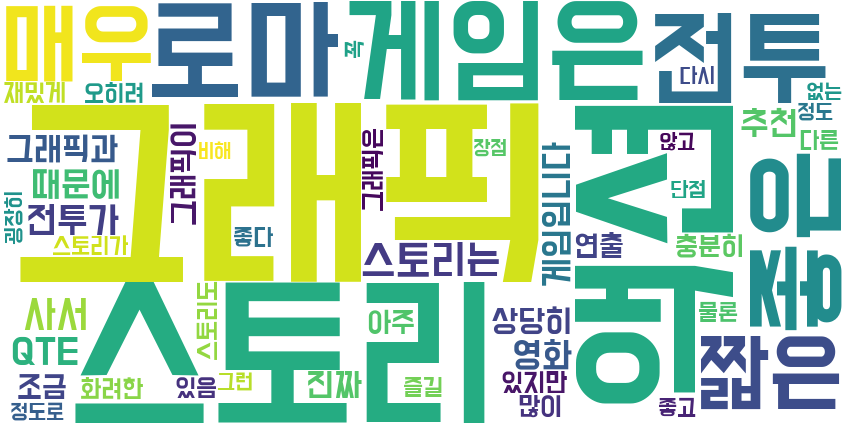 매우
로마
게임은
전투
그래픽
스토리
액션
좋은
짧은
재밌게
오히려
꽉
다시
없는
정도
다른
추천
그래픽과
때문에
전투가
스토리가
굉장히
그래픽이
비해
좋다
그래픽은
장점
않고
단점
게임입니다
연출
충분히
스토리는
물론
사서
QTE
조금
정도로
화려한
스토리도
있음
그런
진짜
아주
즐길
상당히
영화
있지만
많이
좋고